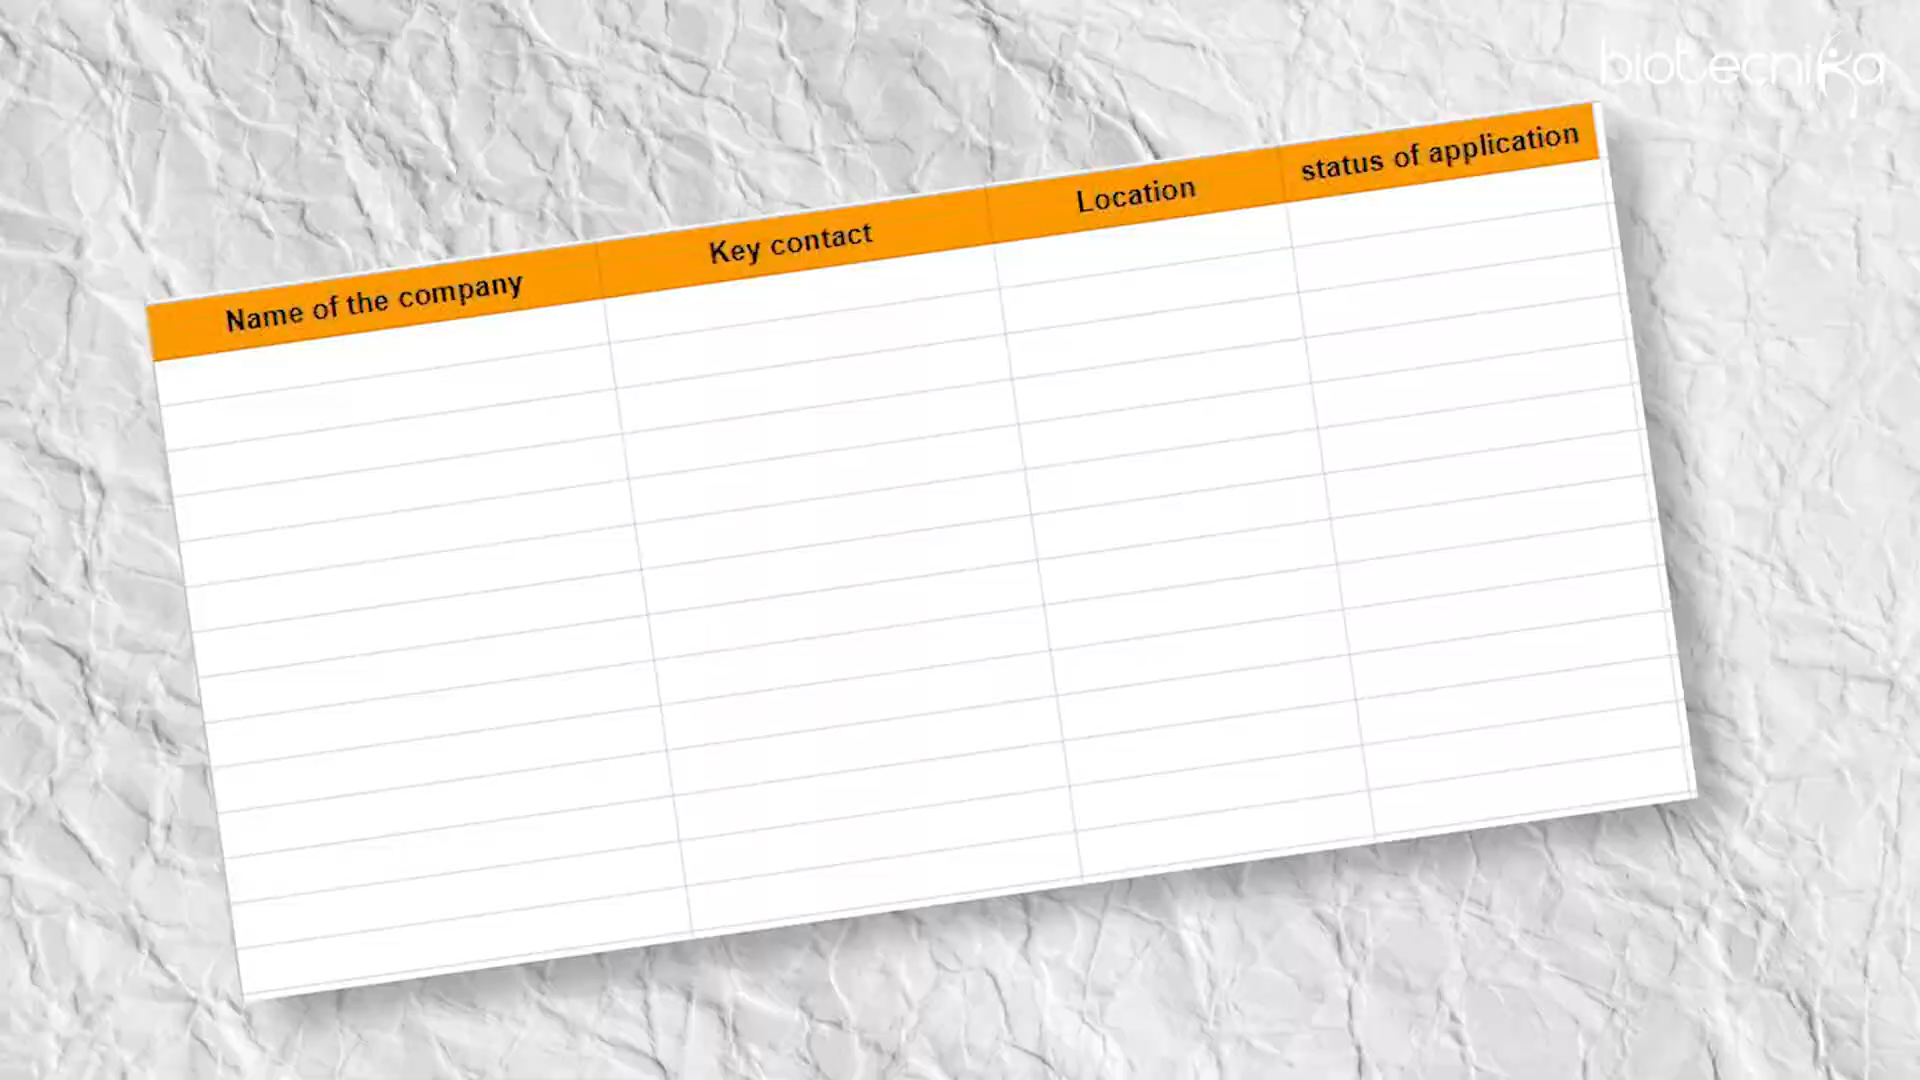 biotecnika
Name of the company
Key contact
Location
status of application